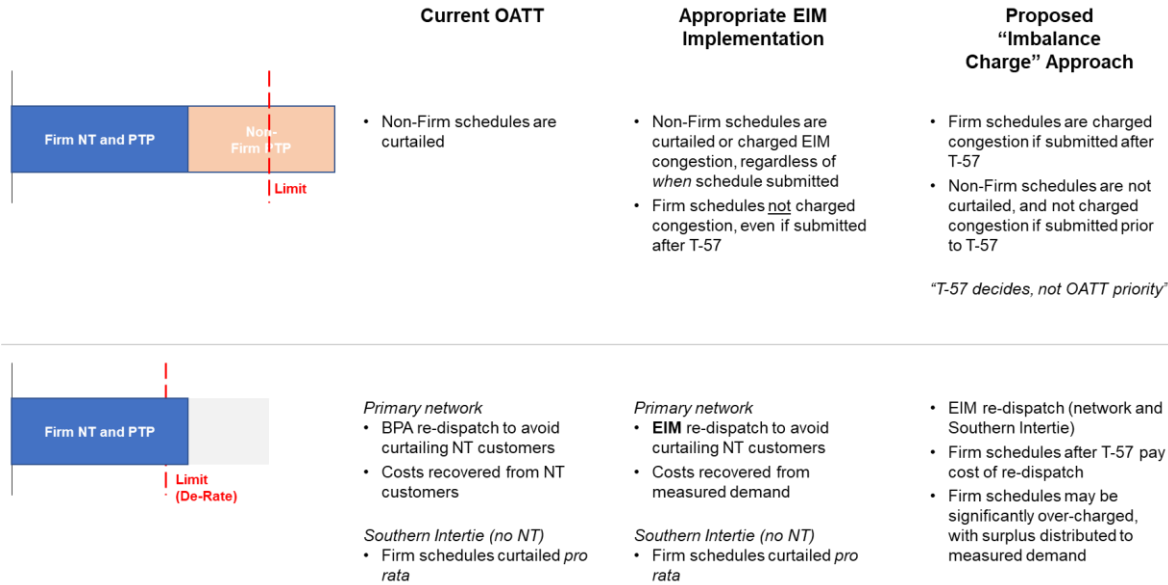 Current OATT
Appropriate EIM
Implementation
Proposed
“Imbalance
Charge” Approach
Firm NT and PTP
Non-
Firm PTP
Limit
• Non-Firm schedules are
curtailed
• Non-Firm schedules are
curtailed or charged EIM
congestion, regardless of
when schedule submitted
• Firm schedules not charged
congestion, even if submitted
after T-57
• Firm schedules are charged
congestion if submitted after
T-57
• Non-Firm schedules are not
curtailed, and not charged
congestion if submitted prior
to T-57
“T-57 decides, not OATT priority”
Firm NT and PTP
Limit
(De-Rate)
Primary network
• BPA re-dispatch to avoid
curtailing NT customers
• Costs recovered from NT
customers
Southern Intertie (no NT)
• Firm schedules curtailed pro
rata
Primary network
• EIM re-dispatch to avoid
curtailing NT customers
• Costs recovered from
measured demand
Southern Intertie (no NT)
• Firm schedules curtailed pro
rata
• EIM re-dispatch (network and
Southern Intertie)
• Firm schedules after T-57 pay
cost of re-dispatch
• Firm schedules may be
significantly over-charged,
with surplus distributed to
measured demand